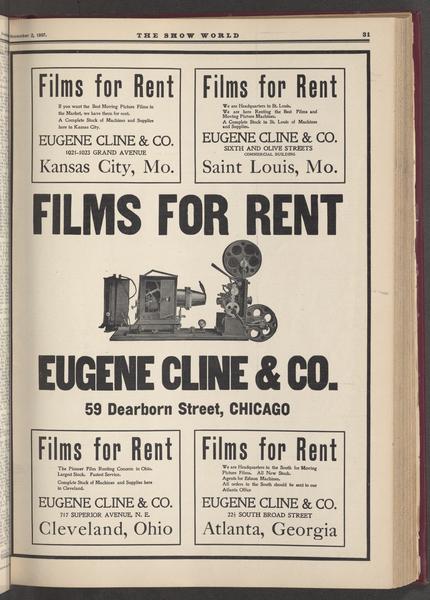 November 2, 1907.
THE SHOW WORLD
31
Films for Rent
If you want the Best Moving Picture Films in
the Market, we have them for rent.
A Complete Stock of Machines and Supplies
here in Kansas City.
EUGENE CLINE & CO.
1021-1023 GRAND AVENUE
Kansas City, Mo.
Films for Rent
We are Headquarters in St. Louis.
We are here Renting the Best Films and
Moving Picture Machines.
A Complete Stock in St. Louis of Machines
and Supplies.
EUGENE CLINE & CO.
SIXTH AND OLIVE STREETS
COMMERCIAL BUILDING
Saint Louis, Mo.
FILMS FOR RENT
EUGENE CLINE & CO.
59 Dearborn Street, CHICAGO
Films for Rent
The Pioneer Film Renting Concern in Ohio.
Largest Stock. Fastest Service.
Complete Stock of Machines and Supplies here
in Cleveland.
EUGENE CLINE & CO.
717 SUPERIOR AVENUE, N. E.
Cleveland, Ohio
Films for Rent
We are Headquarters in the South for Moving
Picture Films. All New Stock.
Agents for Edison Machines.
All orders in the South should be sent to our
Atlanta Office
EUGENE CLINE & CO.
22½ SOUTH BROAD STREET
Atlanta, Georgia